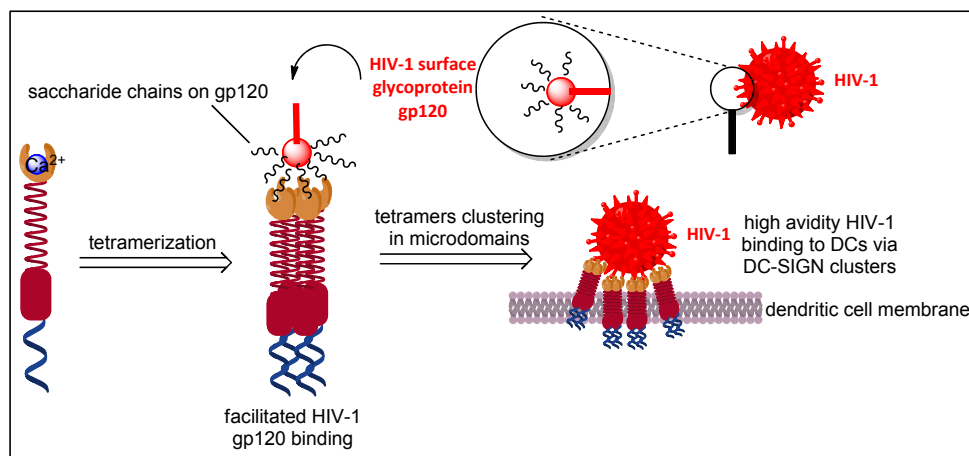 saccharide chains on gp120
HIV-1 surface
glycoprotein
gp120
HIV-1
Ca2+
tetramerization
tetramers clustering
in microdomains
HIV-1
high avidity HIV-1
binding to DCs via
DC-SIGN clusters
dendritic cell membrane
facilitated HIV-1
gp120 binding